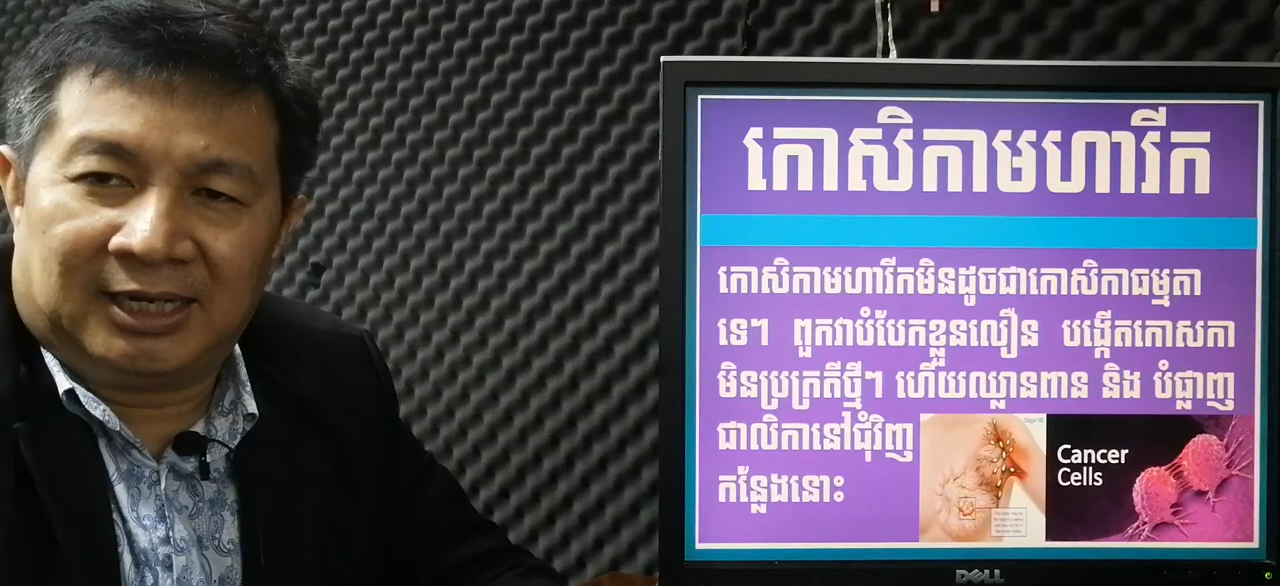 កោសិកាមហារីក
កោសិកាមហារីកមិនដូចជាកោសិកាធម្មតា
ទេ។ ពួកវាបំបែកខ្លួនលឿន បង្កើតកោសកា
មិនប្រក្រតីថ្មីៗ ហើយឈ្លានពាន និង បំផ្លាញ
ជាលិកានៅជុំវិញ
កន្លែងនោះ
Cancer
Cells
DELL